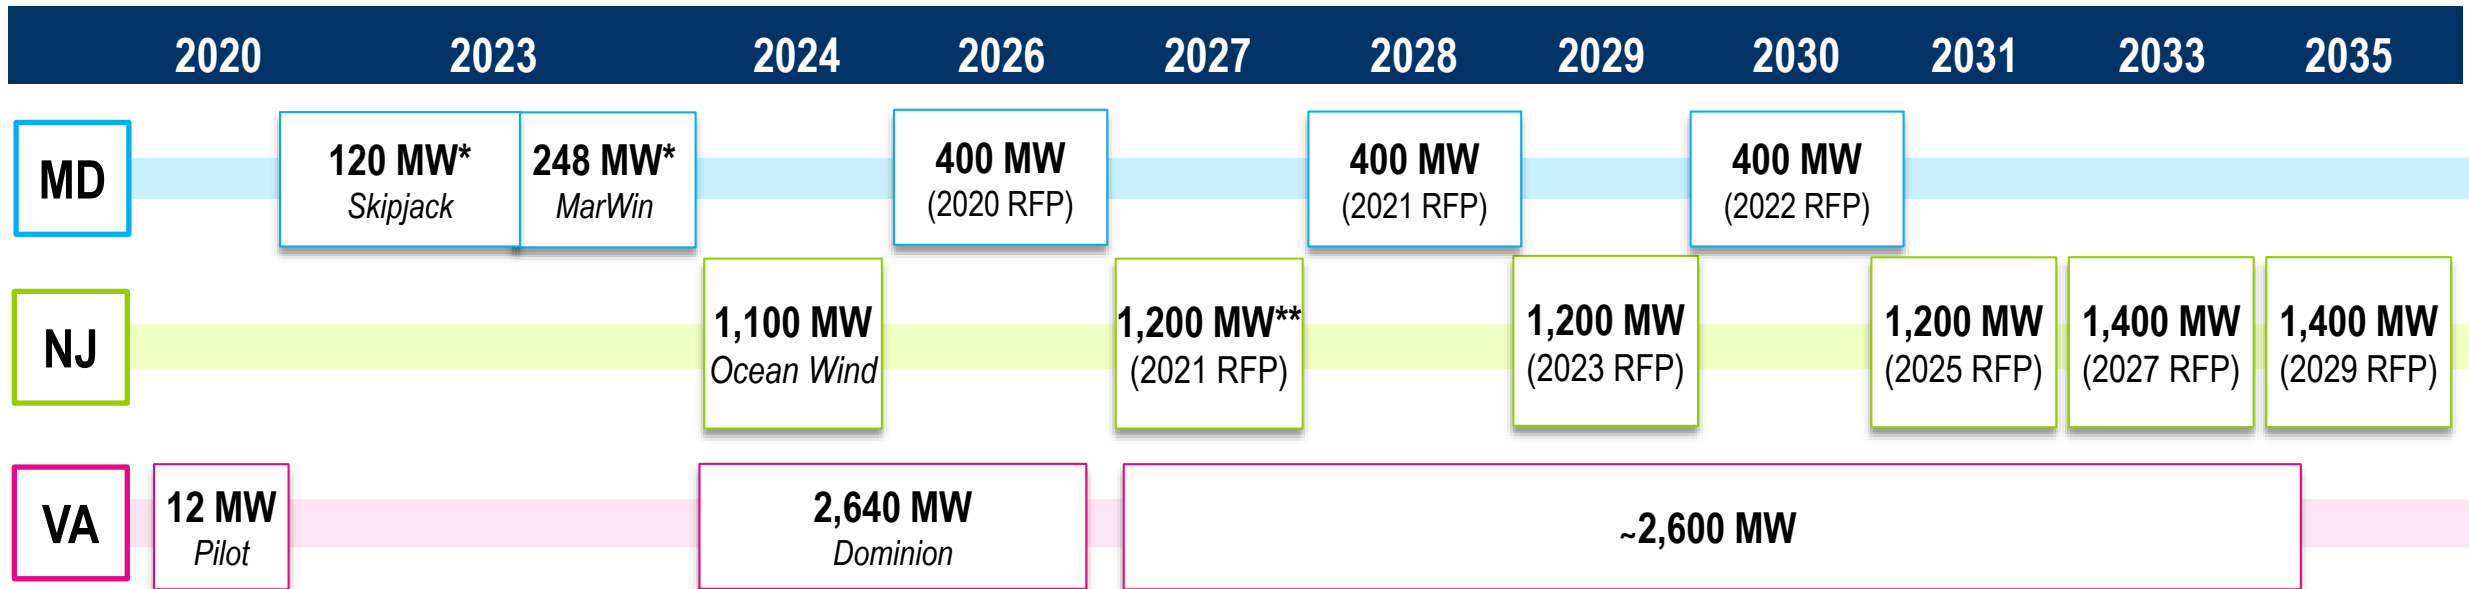 2020 2023 2024 2026 2027 2028 2029 2030 2031 2033 2035
MD
120 MW*
Skipjack
248 MW*
MarWin
400 MW
(2020 RFP)
400 MW
(2021 RFP)
400 MW
(2022 RFP)
NJ
1,100 MW
Ocean Wind
1,200 MW**
(2021 RFP)
1,200 MW
(2023 RFP)
1,200 MW
(2025 RFP)
1,400 MW
(2027 RFP)
1,400 MW
(2029 RFP)
VA
12 MW
Pilot
2,640 MW
Dominion
~2,600 MW